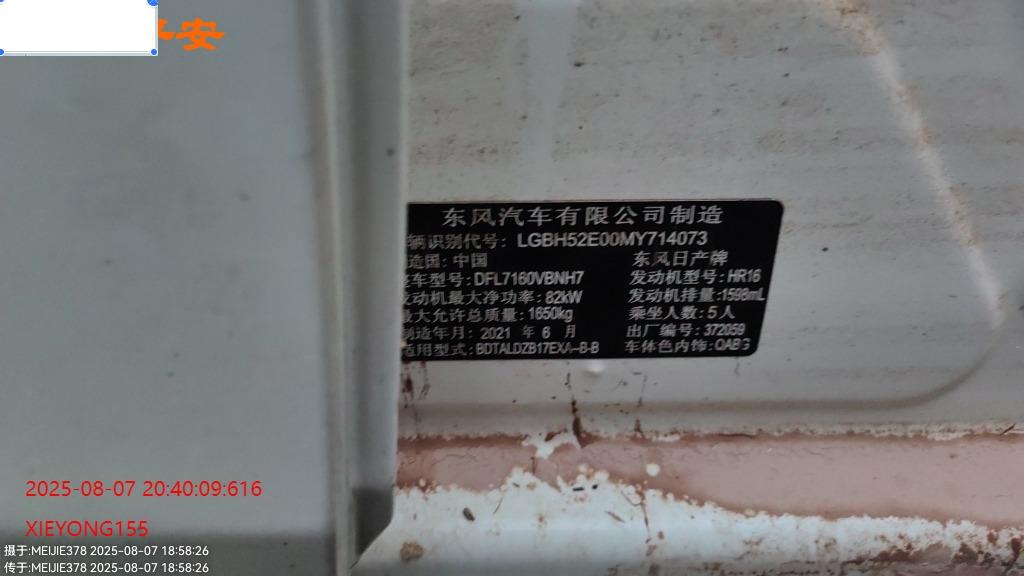 平安
东风汽车有限公司制造
车辆识别代号: LGBH52E00MY714073
制造国: 中国 东风日产牌
整车型号: DFL7160VBNH7 发动机型号: HR16
发动机最大净功率: 82kW 发动机排量: 1598mL
最大允许总质量: 1650kg 乘坐人数: 5人
制造年月: 2021 年 6 月 出厂编号: 372059
适用型式: BDTALDZB17EXA-B-B 车体色内饰: QAB G
2025-08-07 20:40:09:616
XIEYONG155
摄于:MEIJIE378 2025-08-07 18:58:26
传于:MEIJIE378 2025-08-07 18:58:26